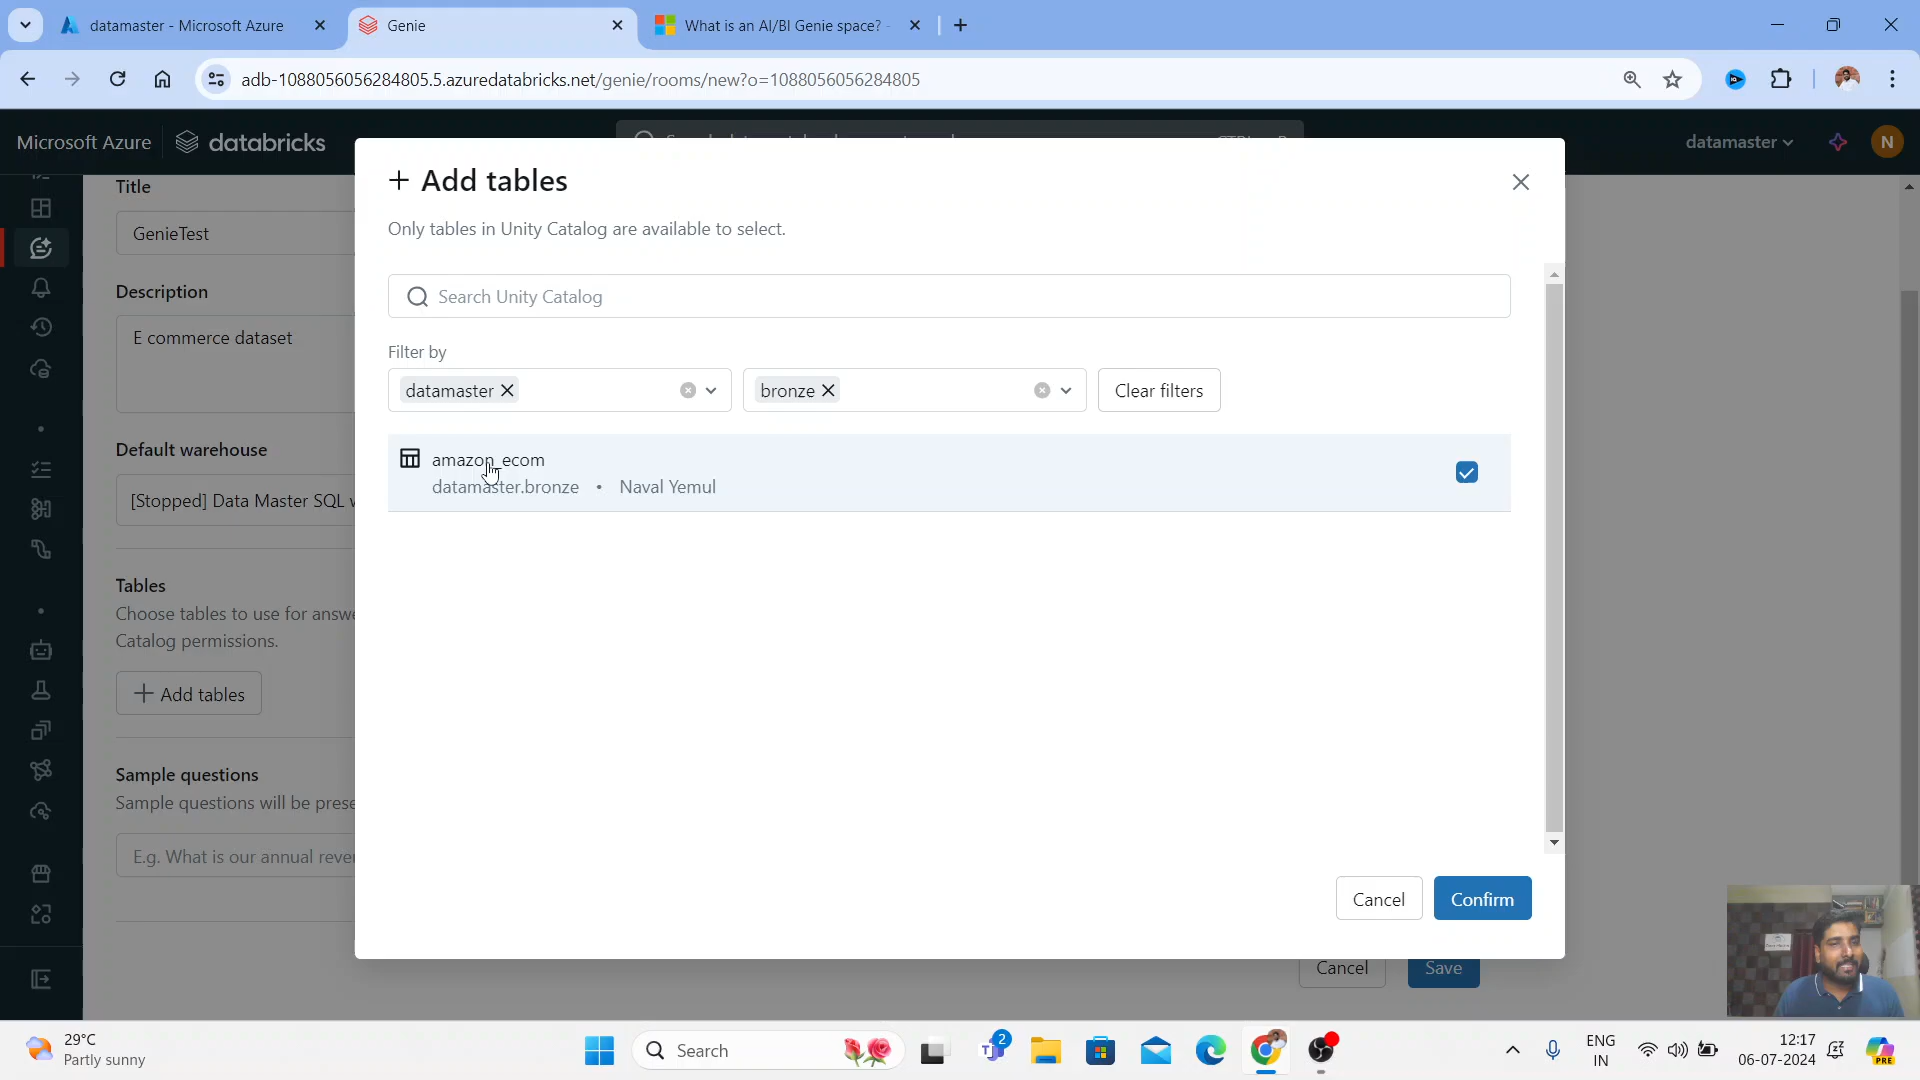 datamaster - Microsoft Azure
Genie
What is an AI/BI Genie space? -
adb-1088056056284805.5.azuredatabricks.net/genie/rooms/new?o=1088056056284805
Microsoft Azure
databricks
datamaster
N
Title
GenieTest
Description
E commerce dataset
Default warehouse
[Stopped] Data Master SQL
Tables
Choose tables to use for
Catalog permissions.
+ Add tables
Sample questions
Sample questions will be
E.g. What is our annual
+ Add tables
Only tables in Unity Catalog are available to select.
Search Unity Catalog
Filter by
datamaster
bronze
Clear filters
amazon_ecom
datamaster.bronze • Naval Yemul
Cancel
Confirm
Cancel
Save
29°C
Partly sunny
Search
2
ENG
IN
12:17
06-07-2024
PRE